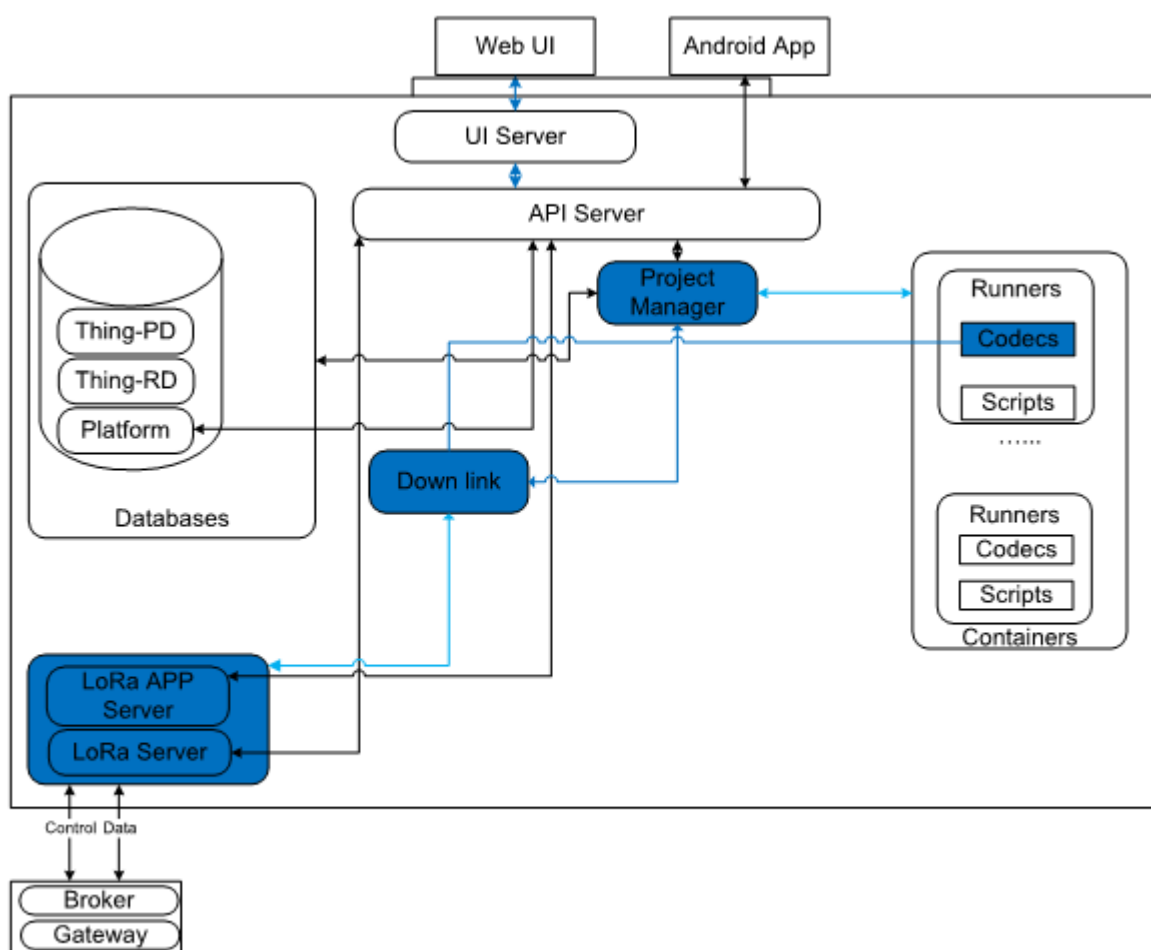 Web UI
Android App
UI Server
API Server
Project
Manager
Thing-PD
Thing-RD
Platform
Databases
Down link
Runners
Codecs
Scripts
......
Runners
Codecs
Scripts
Containers
LoRa APP
Server
LoRa Server
Control Data
Broker
Gateway